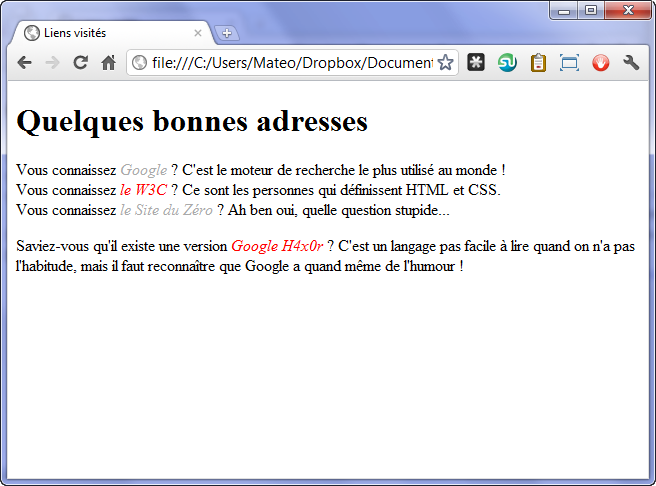 Liens visités
file:///C:/Users/Mateo/Dropbox/Document
Quelques bonnes adresses
Vous connaissez Google ? C'est le moteur de recherche le plus utilisé au monde !
Vous connaissez le W3C ? Ce sont les personnes qui définissent HTML et CSS.
Vous connaissez le Site du Zéro ? Ah ben oui, quelle question stupide...
Saviez-vous qu'il existe une version Google H4x0r ? C'est un langage pas facile à lire quand on n'a pas
l'habitude, mais il faut reconnaître que Google a quand même de l'humour !